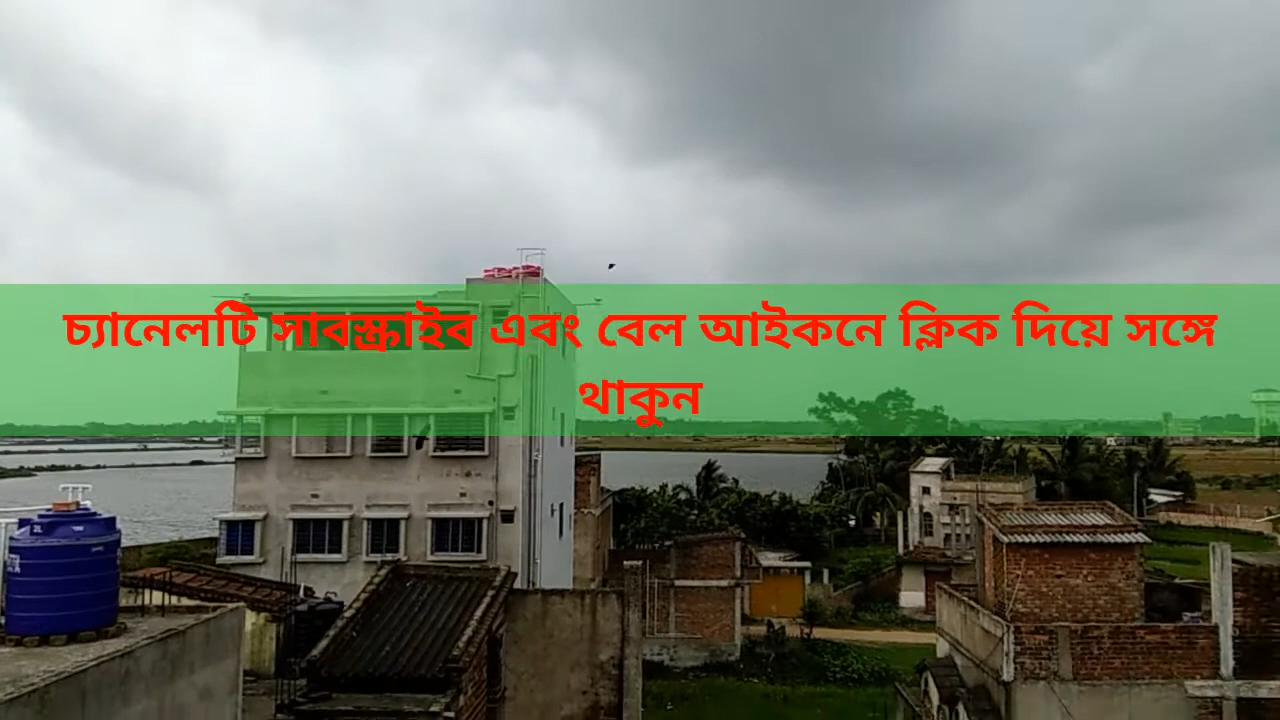 চ্যানেলটি সাবস্ক্রাইব এবং বেল আইকনে ক্লিক দিয়ে সঙ্গে
থাকুন